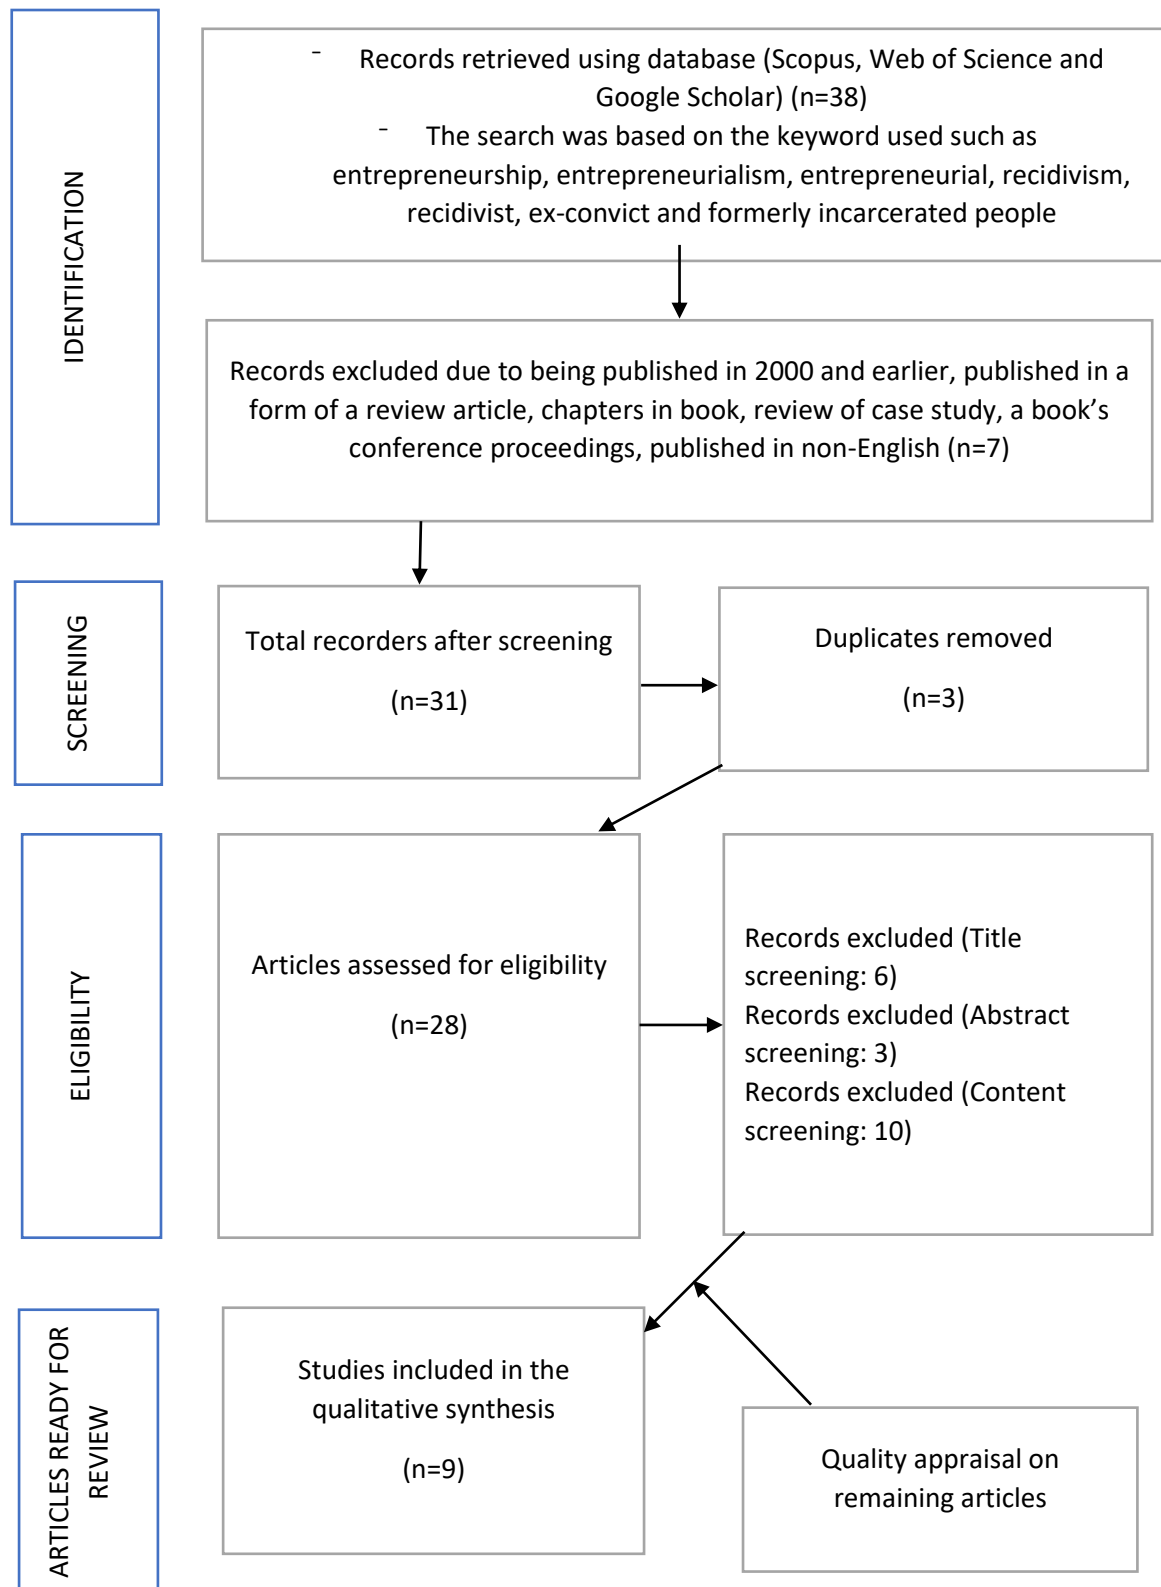 IDENTIFICATION
- Records retrieved using database (Scopus, Web of Science and
Google Scholar) (n=38)
- The search was based on the keyword used such as
entrepreneurship, entrepreneurialism, entrepreneurial, recidivism,
recidivist, ex-convict and formerly incarcerated people
Records excluded due to being published in 2000 and earlier, published in a
form of a review article, chapters in book, review of case study, a book’s
conference proceedings, published in non-English (n=7)
SCREENING
Total recorders after screening
(n=31)
Duplicates removed
(n=3)
ELIGIBILITY
Articles assessed for eligibility
(n=28)
Records excluded (Title
screening: 6)
Records excluded (Abstract
screening: 3)
Records excluded (Content
screening: 10)
ARTICLES READY FOR
REVIEW
Studies included in the
qualitative synthesis
(n=9)
Quality appraisal on
remaining articles